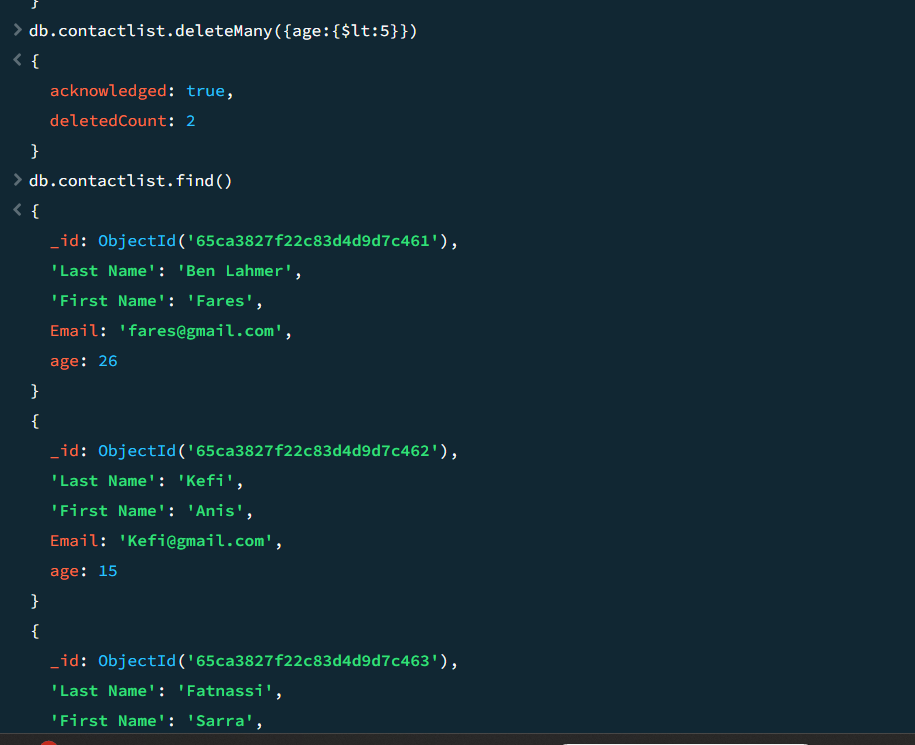 }
> db.contactlist.deleteMany({age:{$lt:5}})
< {
acknowledged: true,
deletedCount: 2
}
> db.contactlist.find()
< {
_id: ObjectId('65ca3827f22c83d4d9d7c461'),
'Last Name': 'Ben Lahmer',
'First Name': 'Fares',
Email: 'fares@gmail.com',
age: 26
}
{
_id: ObjectId('65ca3827f22c83d4d9d7c462'),
'Last Name': 'Kefi',
'First Name': 'Anis',
Email: 'Kefi@gmail.com',
age: 15
}
{
_id: ObjectId('65ca3827f22c83d4d9d7c463'),
'Last Name': 'Fatnassi',
'First Name': 'Sarra',